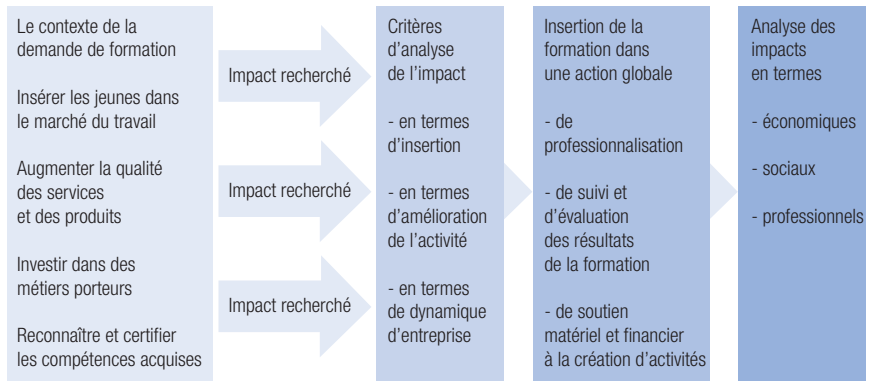 Le contexte de la
demande de formation
Insérer les jeunes dans
le marché du travail
Augmenter la qualité
des services
et des produits
Investir dans des
métiers porteurs
Reconnaître et certifier
les compétences acquises
Impact recherché
Impact recherché
Impact recherché
Critères
d’analyse
de l’impact
- en termes
d’insertion
- en termes
d’amélioration
de l’activité
- en termes
de dynamique
d’entreprise
Insertion de la
formation dans
une action globale
- de
professionnalisation
- de suivi et
d’évaluation
des résultats
de la formation
- de soutien
matériel et financier
à la création d’activités
Analyse des
impacts
en termes
- économiques
- sociaux
- professionnels